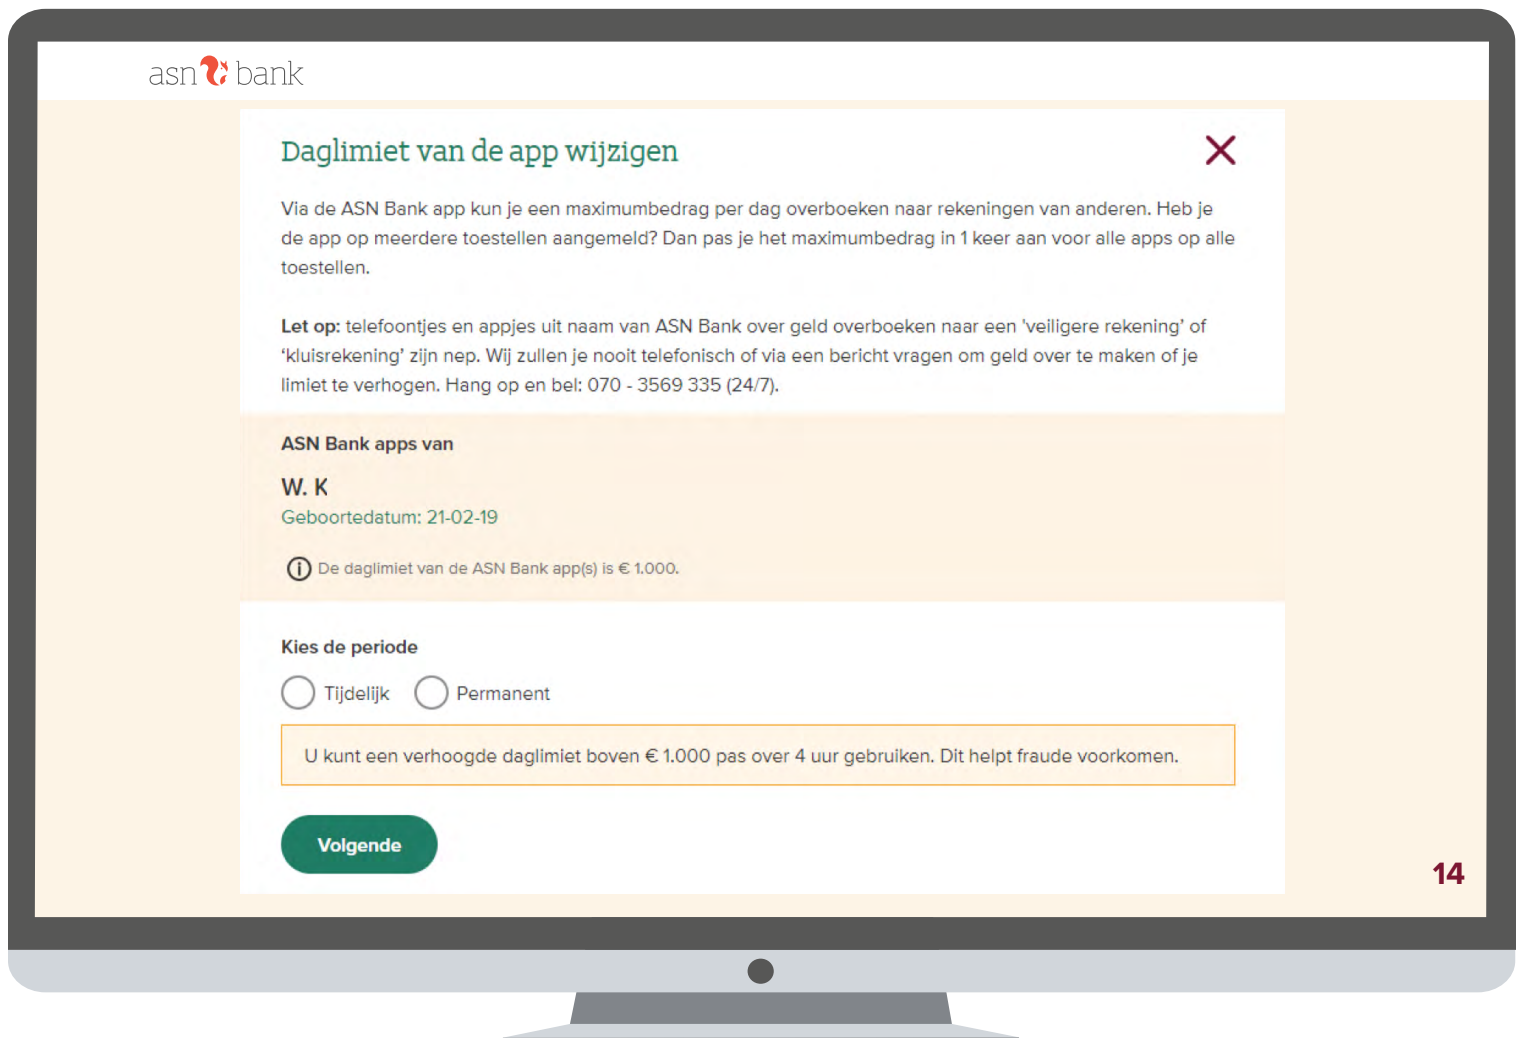 asn bank
Daglimiet van de app wijzigen
Via de ASN Bank app kun je een maximumbedrag per dag overboeken naar rekeningen van anderen. Heb je
de app op meerdere toestellen aangemeld? Dan pas je het maximumbedrag in 1 keer aan voor alle apps op alle
toestellen.
Let op: telefoontjes en appjes uit naam van ASN Bank over geld overboeken naar een 'veiligere rekening’ of
‘kluisrekening’ zijn nep. Wij zullen je nooit telefonisch of via een bericht vragen om geld over te maken of je
limiet te verhogen. Hang op en bel: 070 - 3569 335 (24/7).
ASN Bank apps van
W. K
Geboortedatum: 21-02-19
De daglimiet van de ASN Bank app(s) is € 1.000.
Kies de periode
Tijdelijk Permanent
U kunt een verhoogde daglimiet boven € 1.000 pas over 4 uur gebruiken. Dit helpt fraude voorkomen.
Volgende
14